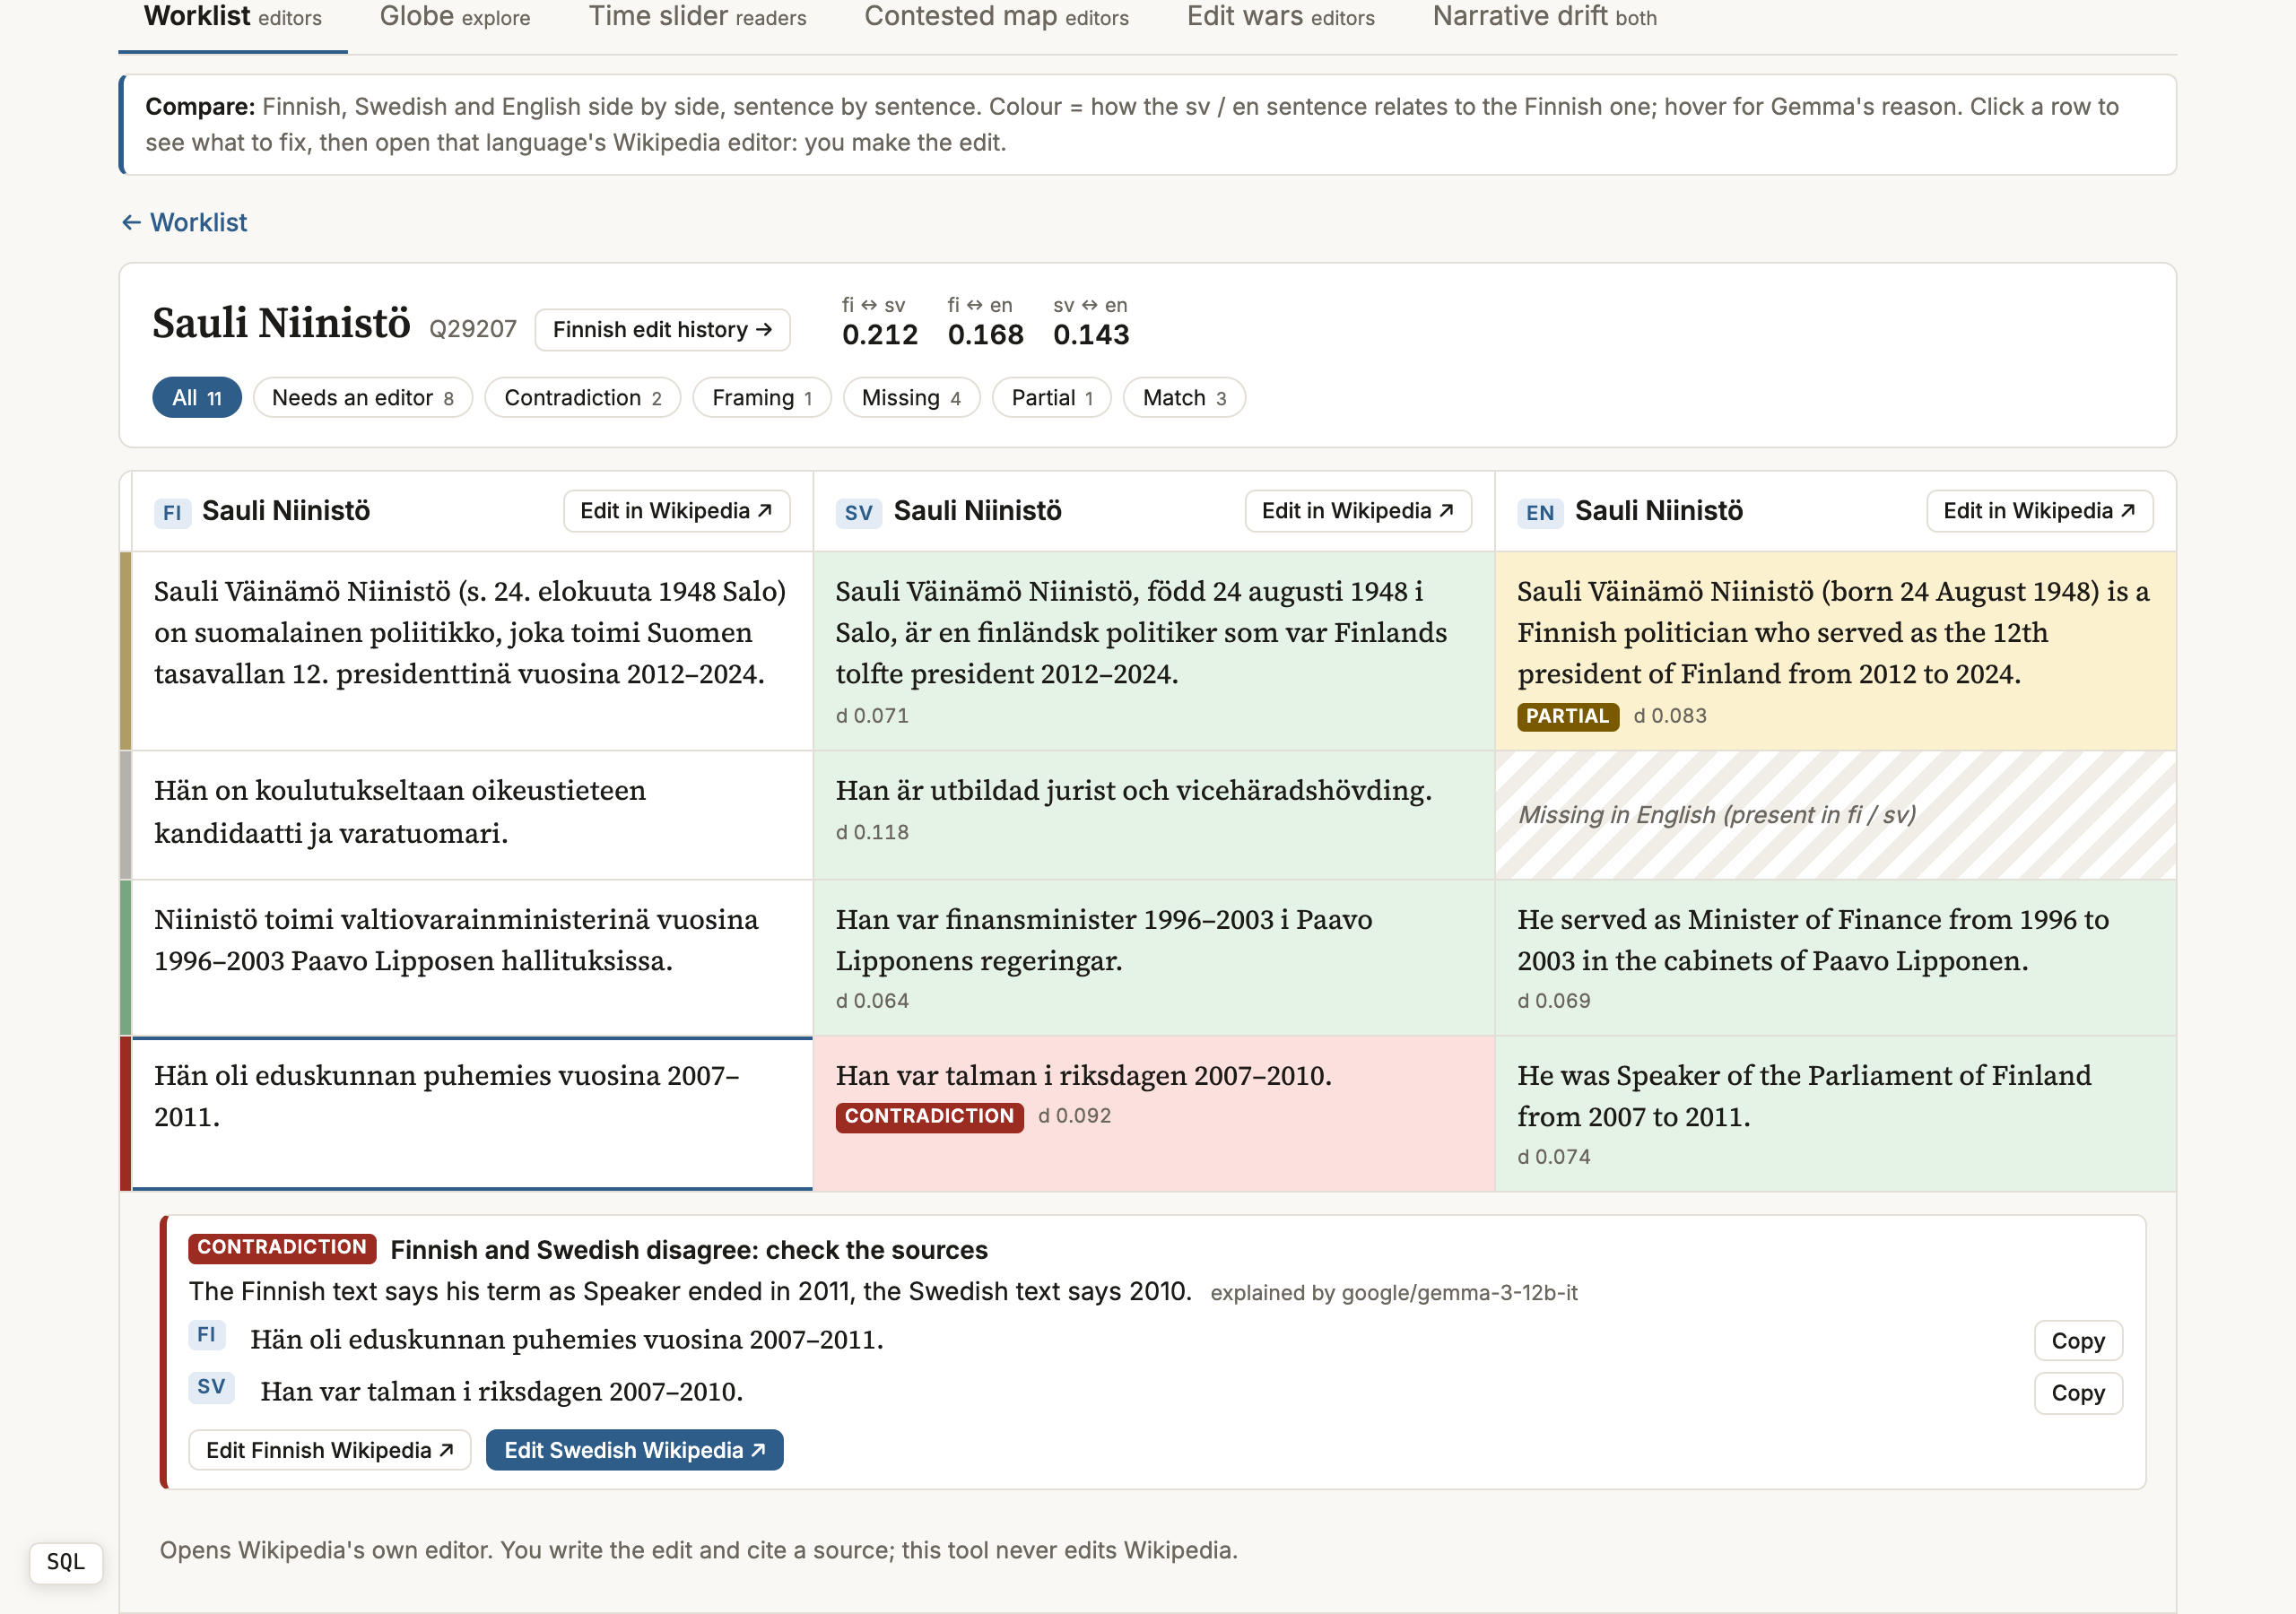 Worklist editors
Globe explore
Time slider readers
Contested map editors
Edit wars editors
Narrative drift both
Compare: Finnish, Swedish and English side by side, sentence by sentence. Colour = how the sv / en sentence relates to the Finnish one; hover for Gemma's reason. Click a row to
see what to fix, then open that language's Wikipedia editor: you make the edit.
← Worklist
Sauli Niinistö Q29207 Finnish edit history →
fi ↔ sv
0.212
fi ↔ en
0.168
sv ↔ en
0.143
All 11
Needs an editor 8
Contradiction 2
Framing 1
Missing 4
Partial 1
Match 3
FI Sauli Niinistö Edit in Wikipedia ↗
SV Sauli Niinistö Edit in Wikipedia ↗
EN Sauli Niinistö Edit in Wikipedia ↗
Sauli Väinämö Niinistö (s. 24. elokuuta 1948 Salo)
on suomalainen poliitikko, joka toimi Suomen
tasavallan 12. presidenttinä vuosina 2012–2024.
Sauli Väinämö Niinistö, född 24 augusti 1948 i
Salo, är en finländsk politiker som var Finlands
tolfte president 2012–2024.
d 0.071
Sauli Väinämö Niinistö (born 24 August 1948) is a
Finnish politician who served as the 12th
president of Finland from 2012 to 2024.
PARTIAL d 0.083
Hän on koulutukseltaan oikeustieteen
kandidaatti ja varatuomari.
Han är utbildad jurist och vicehäradshövding.
d 0.118
Missing in English (present in fi / sv)
Niinistö toimi valtiovarainministerinä vuosina
1996–2003 Paavo Lipposen hallituksissa.
Han var finansminister 1996–2003 i Paavo
Lipponens regeringar.
d 0.064
He served as Minister of Finance from 1996 to
2003 in the cabinets of Paavo Lipponen.
d 0.069
Hän oli eduskunnan puhemies vuosina 2007–
2011.
Han var talman i riksdagen 2007–2010.
CONTRADICTION d 0.092
He was Speaker of the Parliament of Finland
from 2007 to 2011.
d 0.074
CONTRADICTION Finnish and Swedish disagree: check the sources
The Finnish text says his term as Speaker ended in 2011, the Swedish text says 2010. explained by google/gemma-3-12b-it
FI Hän oli eduskunnan puhemies vuosina 2007–2011. Copy
SV Han var talman i riksdagen 2007–2010. Copy
Edit Finnish Wikipedia ↗
Edit Swedish Wikipedia ↗
Opens Wikipedia's own editor. You write the edit and cite a source; this tool never edits Wikipedia.
SQL